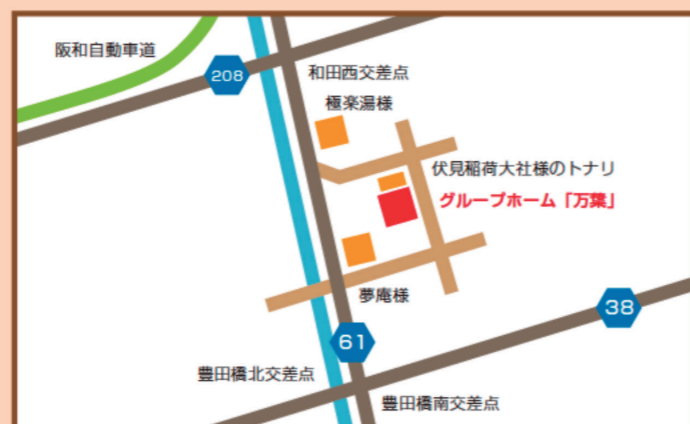 阪和自動車道
208
和田西交差点
極楽湯様
伏見稲荷大社様のトナリ
グループホーム「万葉」
夢庵様
38
61
豊田橋北交差点
豊田橋南交差点